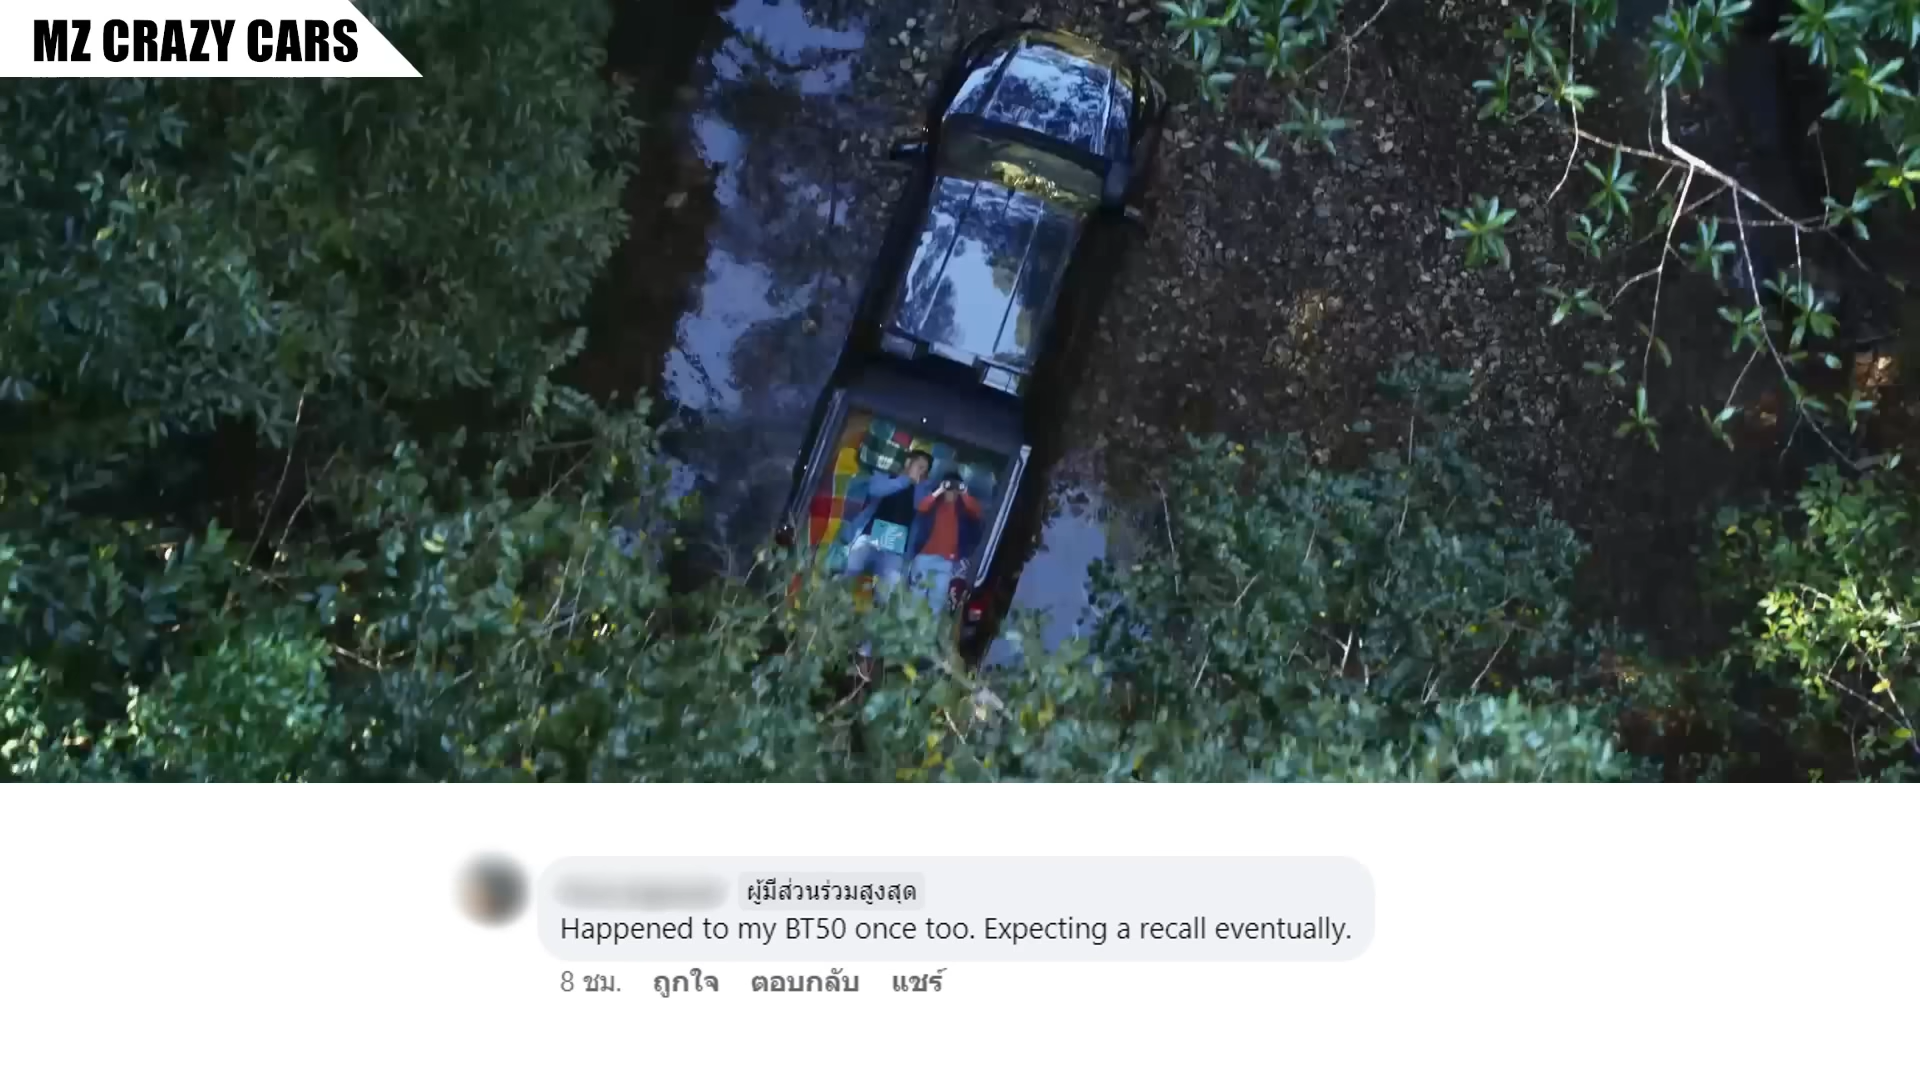 MZ CRAZY CARS
ผู้มีส่วนร่วมสูงสุด
Happened to my BT50 once too. Expecting a recall eventually.
8 ชม. ถูกใจ ตอบกลับ แชร์